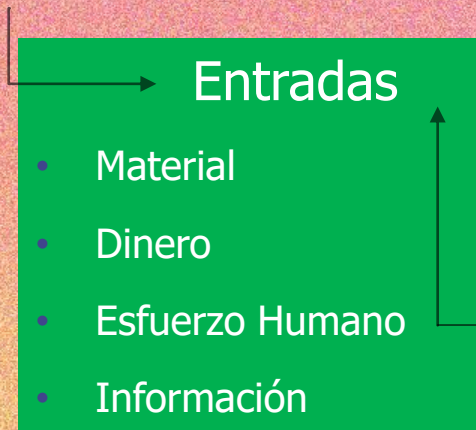 Entradas
• Material
• Dinero
• Esfuerzo Humano
• Información